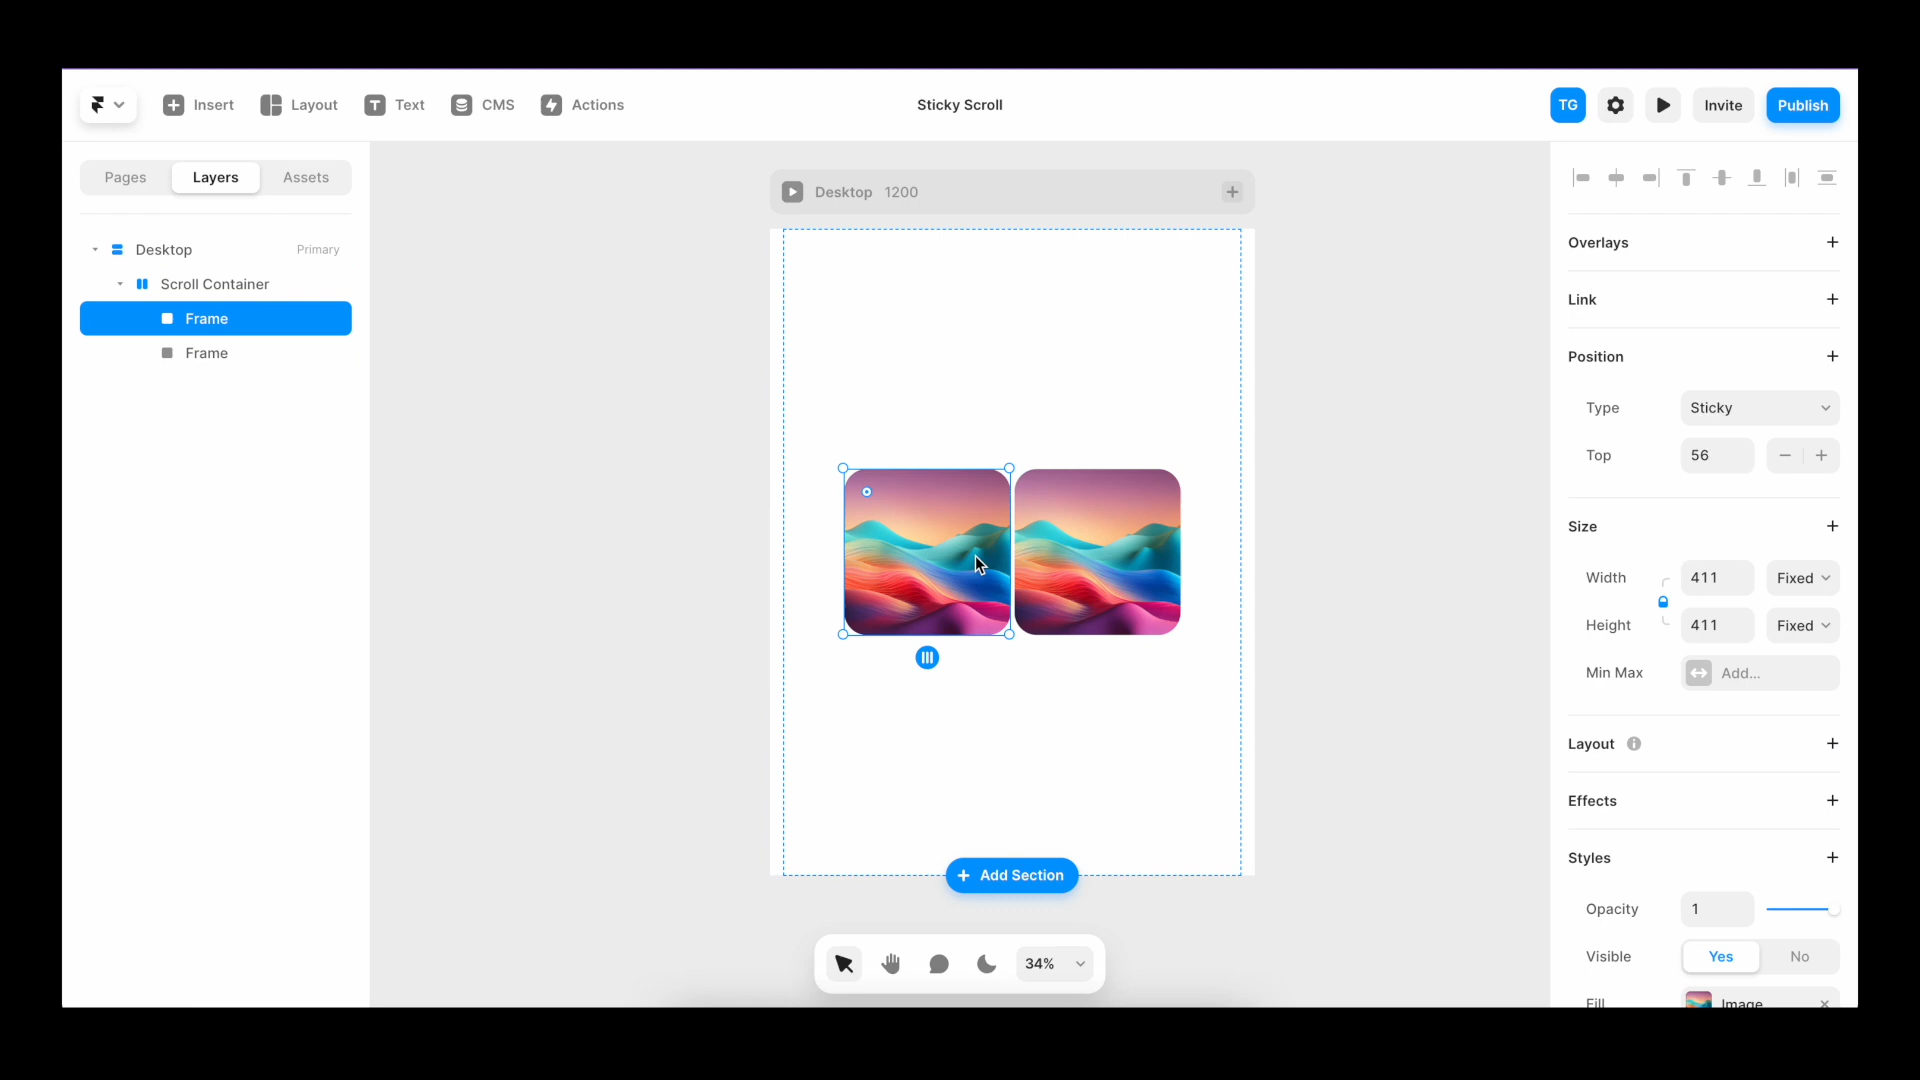 Insert
Layout
Text
CMS
Actions
Sticky Scroll
TG
Invite
Publish
Pages
Layers
Assets
Desktop
Primary
Scroll Container
Frame
Frame
Desktop 1200
Add Section
34%
Overlays
Link
Position
Type
Sticky
Top
56
Size
Width
411
Fixed
Height
411
Fixed
Min Max
Add...
Layout
Effects
Styles
Opacity
1
Visible
Yes
No
Fill
Image